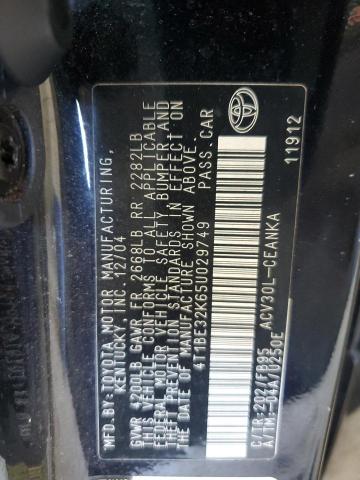 MFD. BY: TOYOTA MOTOR MANUFACTURING,
KENTUCKY, INC. 12/04
GVWR 4200LB GAWR FR 2668LB RR 2282LB
THIS VEHICLE CONFORMS TO ALL APPLICABLE
FEDERAL MOTOR VEHICLE SAFETY, BUMPER, AND
THEFT PREVENTION STANDARDS IN EFFECT ON
THE DATE OF MANUFACTURE SHOWN ABOVE.
4T1BE32K65U029749 PASS. CAR
C/TR:202/FB95 ACV30L-CEANKA
A/TM:-04A/U250E 11912